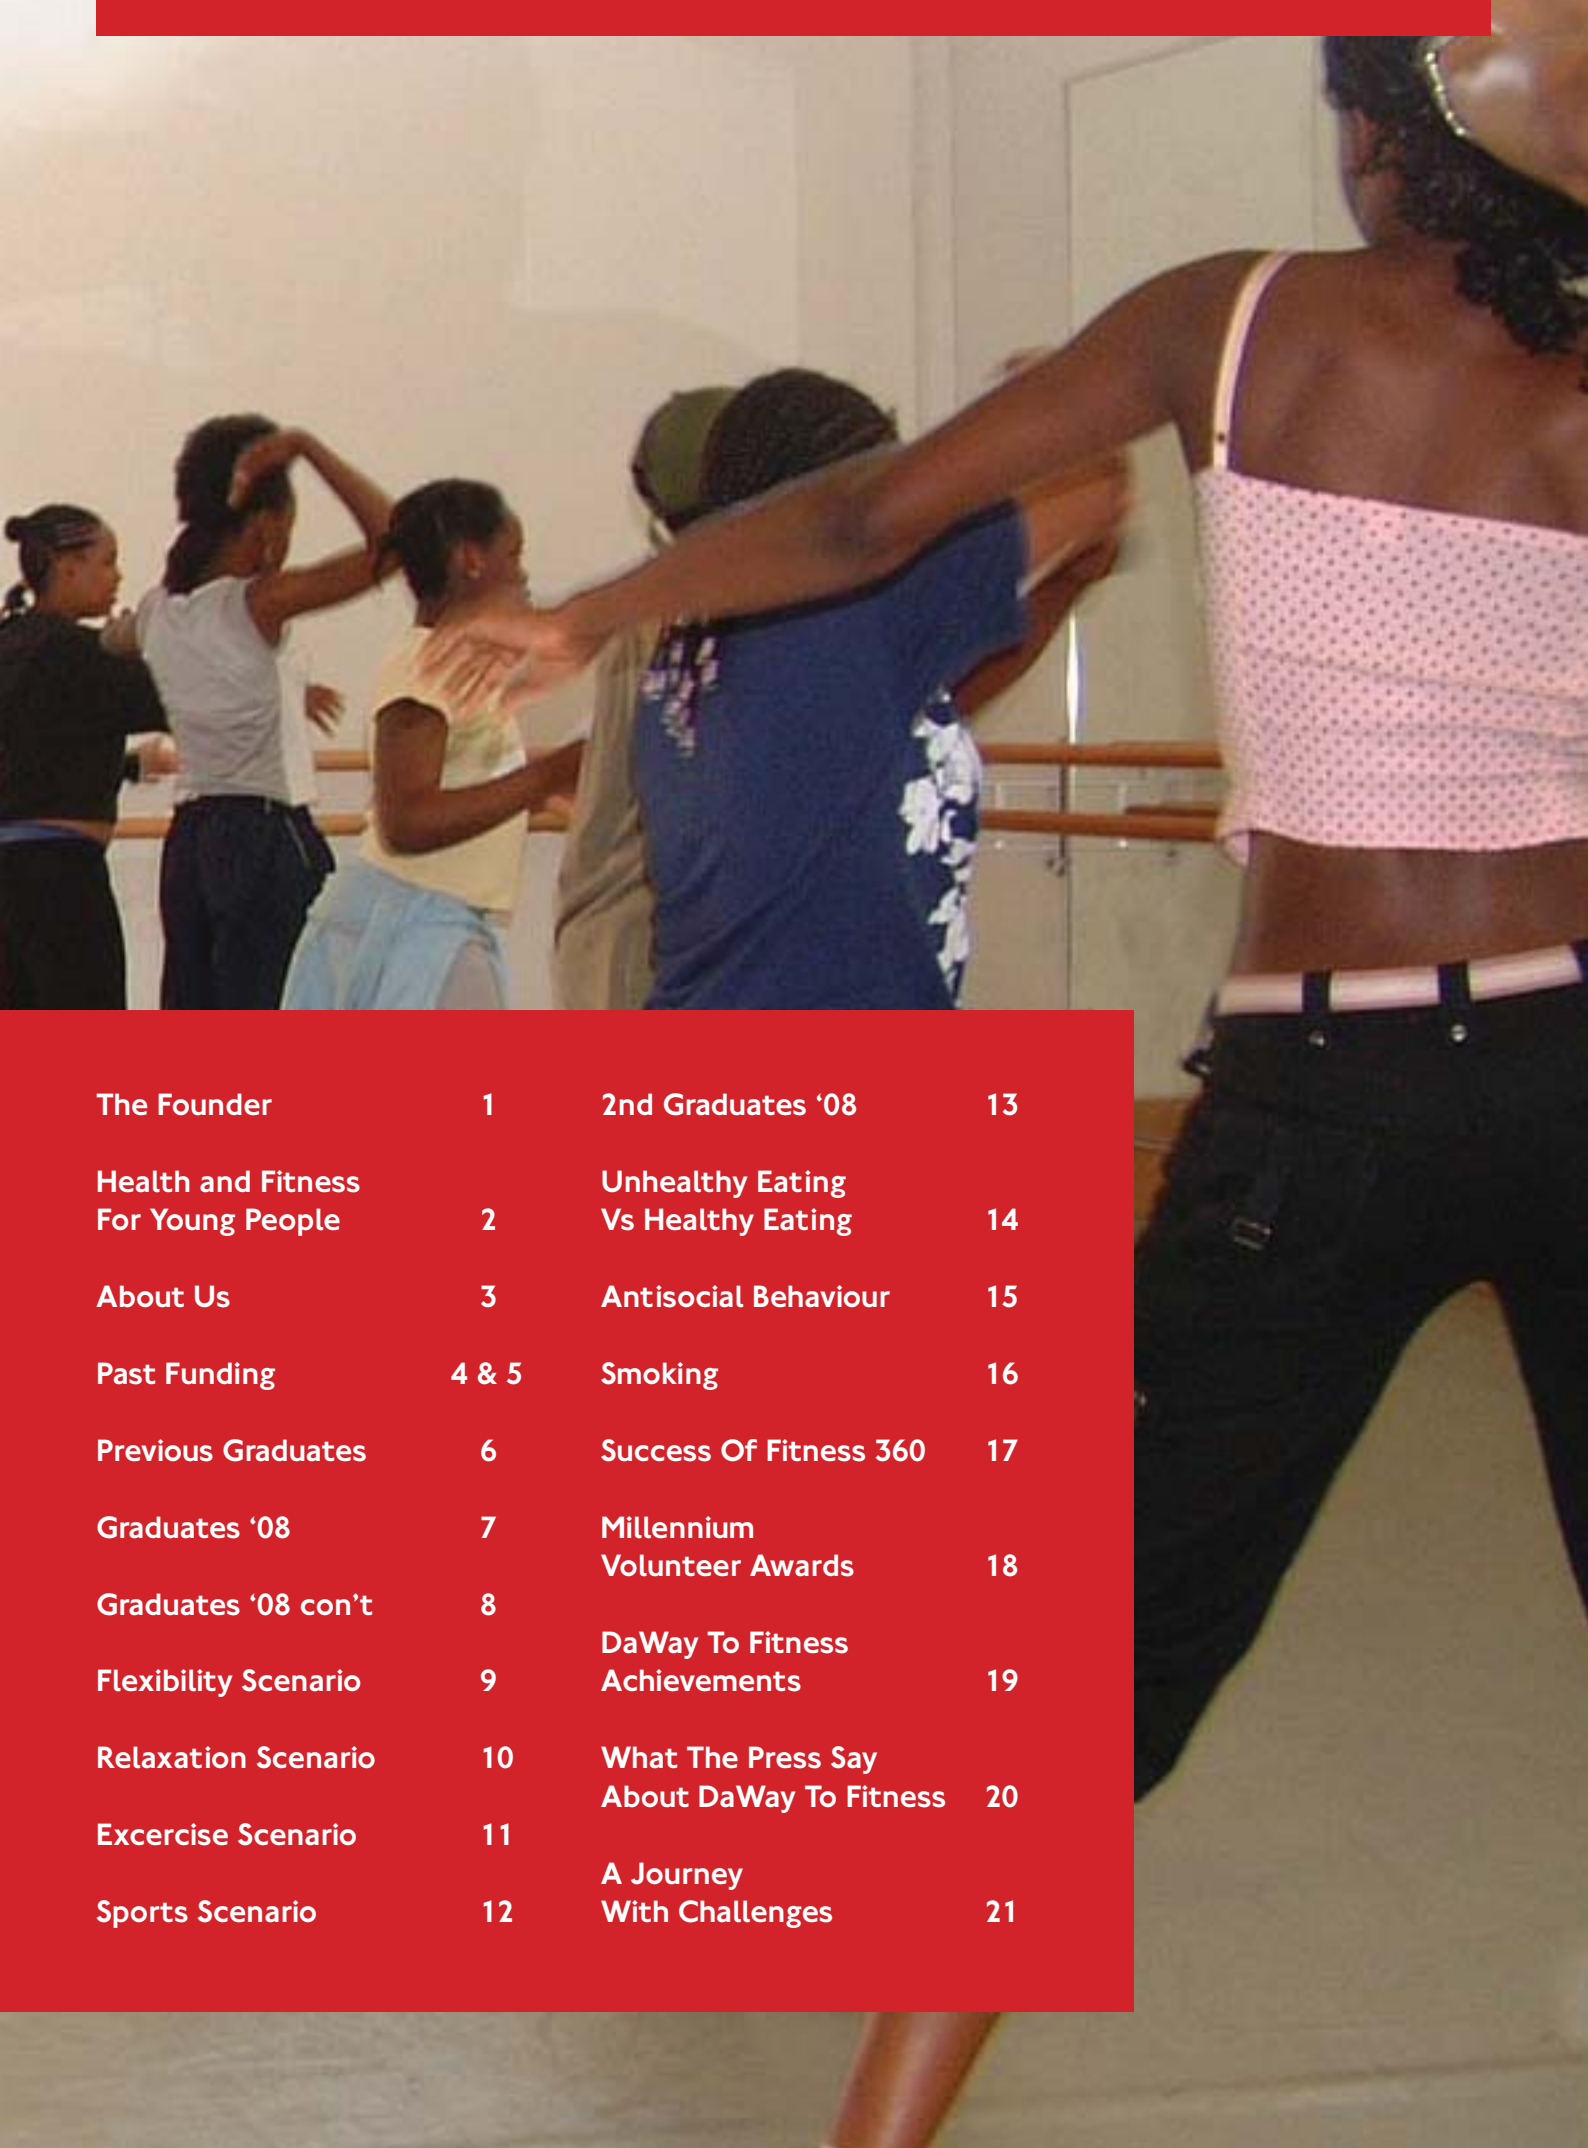 The Founder 1
Health and Fitness
For Young People 2
About Us 3
Past Funding 4 & 5
Previous Graduates 6
Graduates ‘08 7
Graduates ‘08 con’t 8
Flexibility Scenario 9
Relaxation Scenario 10
Excercise Scenario 11
Sports Scenario 12
2nd Graduates ‘08 13
Unhealthy Eating
Vs Healthy Eating 14
Antisocial Behaviour 15
Smoking 16
Success Of Fitness 360 17
Millennium
Volunteer Awards 18
DaWay To Fitness
Achievements 19
What The Press Say
About DaWay To Fitness 20
A Journey
With Challenges 21